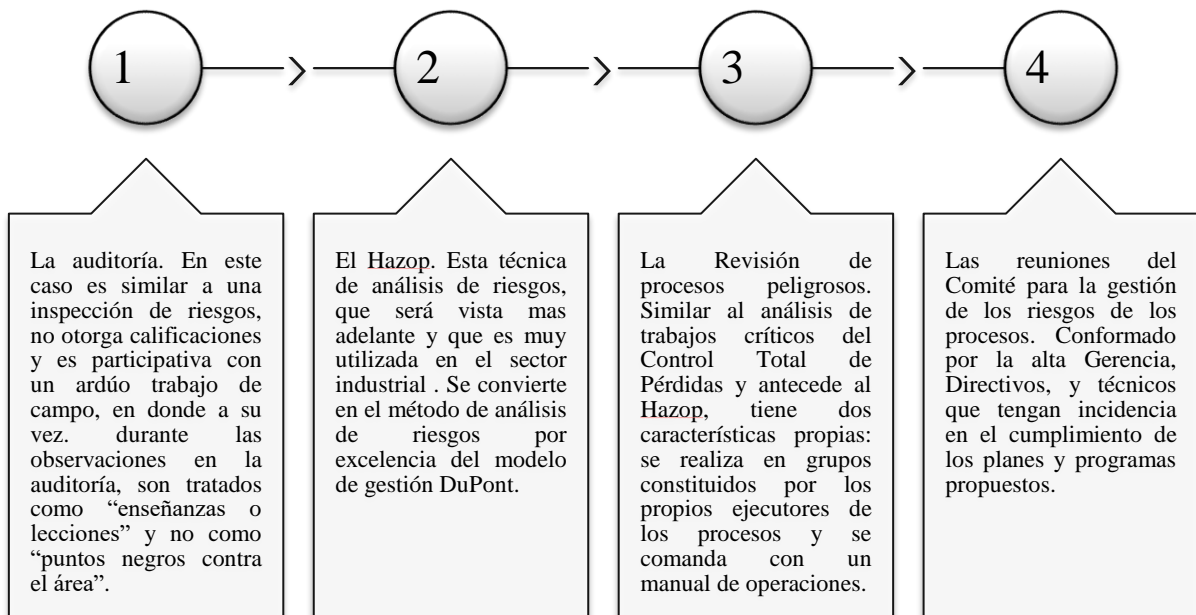 1
2
3
4
La auditoría. En este
caso es similar a una
inspección de riesgos,
no otorga calificaciones
y es participativa con
un ardúo trabajo de
campo, en donde a su
vez. durante las
observaciones en la
auditoría, son tratados
como “enseñanzas o
lecciones” y no como
“puntos negros contra
el área”.
El Hazop. Esta técnica
de análisis de riesgos,
que será vista mas
adelante y que es muy
utilizada en el sector
industrial . Se convierte
en el método de análisis
de riesgos por
excelencia del modelo
de gestión DuPont.
La Revisión de
procesos peligrosos.
Similar al análisis de
trabajos críticos del
Control Total de
Pérdidas y antecede al
Hazop, tiene dos
características propias:
se realiza en grupos
constituidos por los
propios ejecutores de
los procesos y se
comanda con un
manual de operaciones.
Las reuniones del
Comité para la gestión
de los riesgos de los
procesos. Conformado
por la alta Gerencia,
Directivos, y técnicos
que tengan incidencia
en el cumplimiento de
los planes y programas
propuestos.